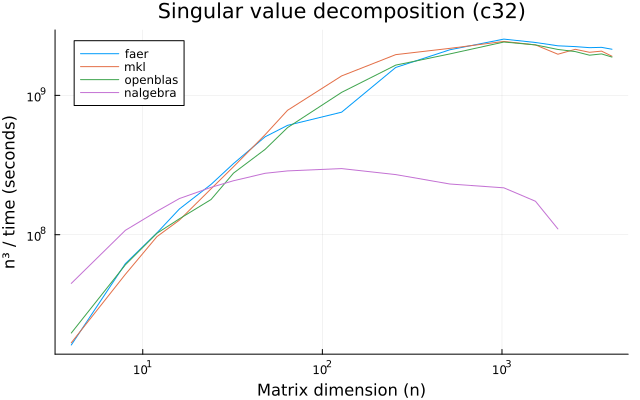 Singular value decomposition (c32)
faer
mkl
openblas
nalgebra
10⁹
10⁸
n³ / time (seconds)
10¹
10²
10³
Matrix dimension (n)